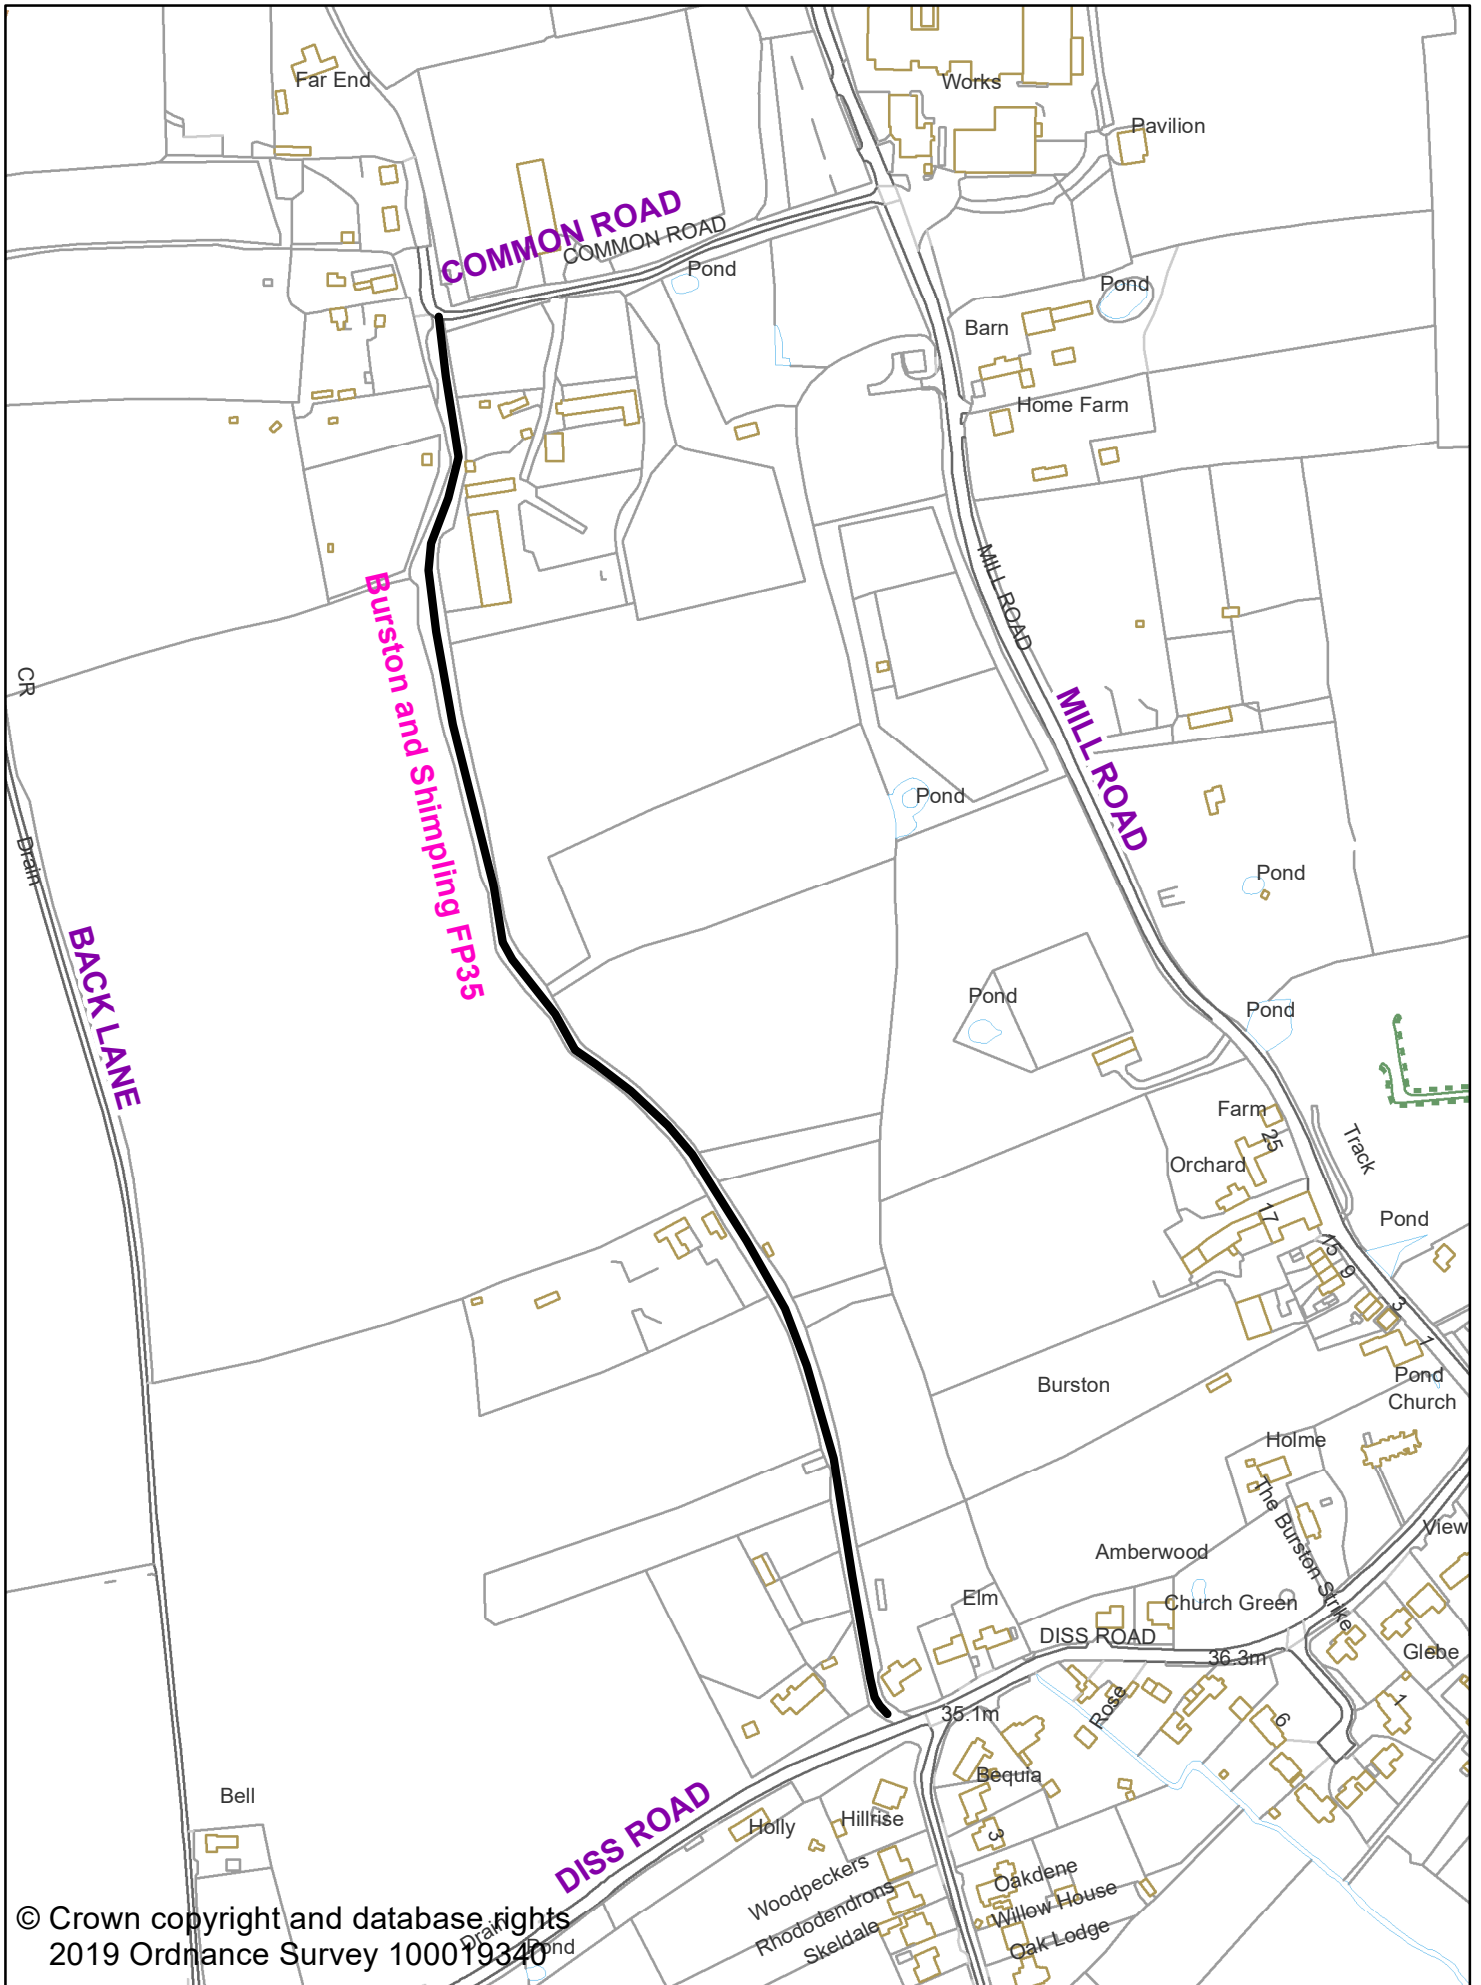 Far End
Works
Pavilion
COMMON ROAD
COMMON ROAD
Pond
Pond
Barn
Home Farm
MILL ROAD
Burston and Shimpling FP35
CR
MILL ROAD
Pond
Drain
Pond
BACK LANE
Pond
Pond
Farm
25
Track
Orchard
17
Pond
15
9
3
1
Burston
Pond
Church
Holme
The Burston Strike
View
Amberwood
Elm
Church Green
DISS ROAD
36.3m
Glebe
Rose
35.1m
6
1
Bequia
Bell
DISS ROAD
Holly
Hillrise
3
Woodpeckers
Oakdene
Rhododendrons
Willow House
Skeldale
Oak Lodge
Drain
Pond
© Crown copyright and database rights
2019 Ordnance Survey 100019340